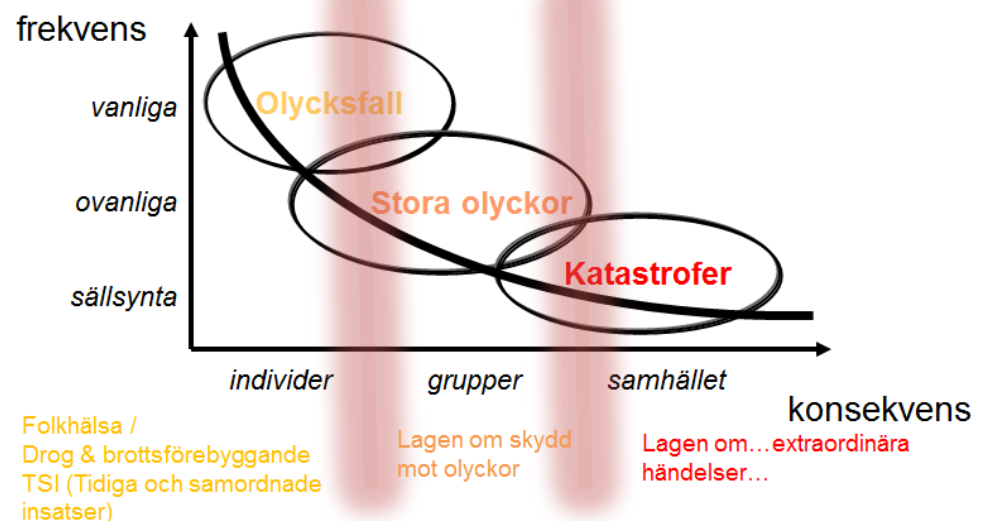 frekvens
vanliga
Olycksfall
ovanliga
Stora olyckor
Katastrofer
sällsynta
individer
grupper
samhället
konsekvens
Folkhälsa /
Drog & brottsförebyggande
TSI (Tidiga och samordnade
insatser)
Lagen om skydd
mot olyckor
Lagen om…extraordinära
händelser…